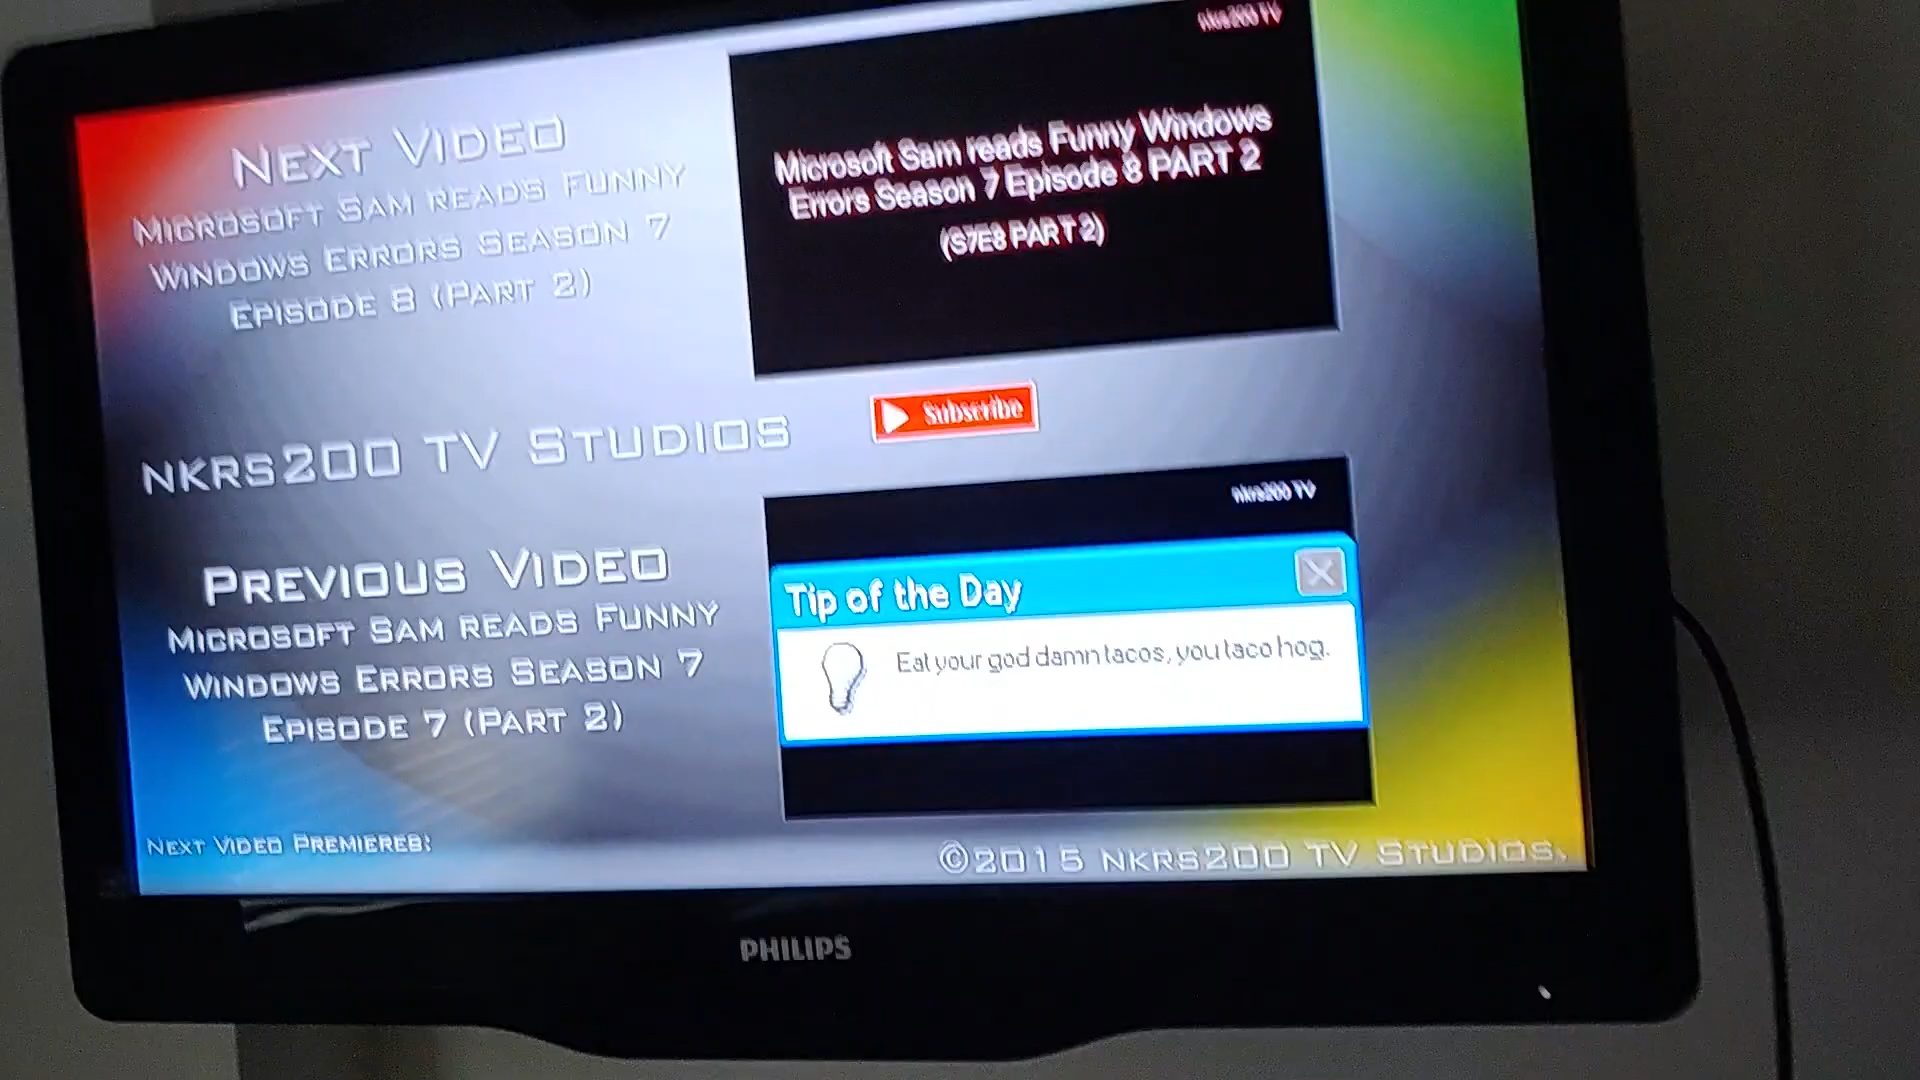 NEXT VIDEO
MICROSOFT SAM READS FUNNY
WINDOWS ERRORS SEASON 7
EPISODE 8 (PART 2)
nkrs200 TV
Microsoft Sam reads Funny Windows
Errors Season 7 Episode 8 PART 2
(S7E8 PART 2)
Subscribe
NKRS200 TV STUDIOS
PREVIOUS VIDEO
MICROSOFT SAM READS FUNNY
WINDOWS ERRORS SEASON 7
EPISODE 7 (PART 2)
nkrs200 TV
Tip of the Day
Eat your god damn tacos, you taco hog.
NEXT VIDEO PREMIERES:
©2015 NKRS200 TV STUDIOS.
PHILIPS